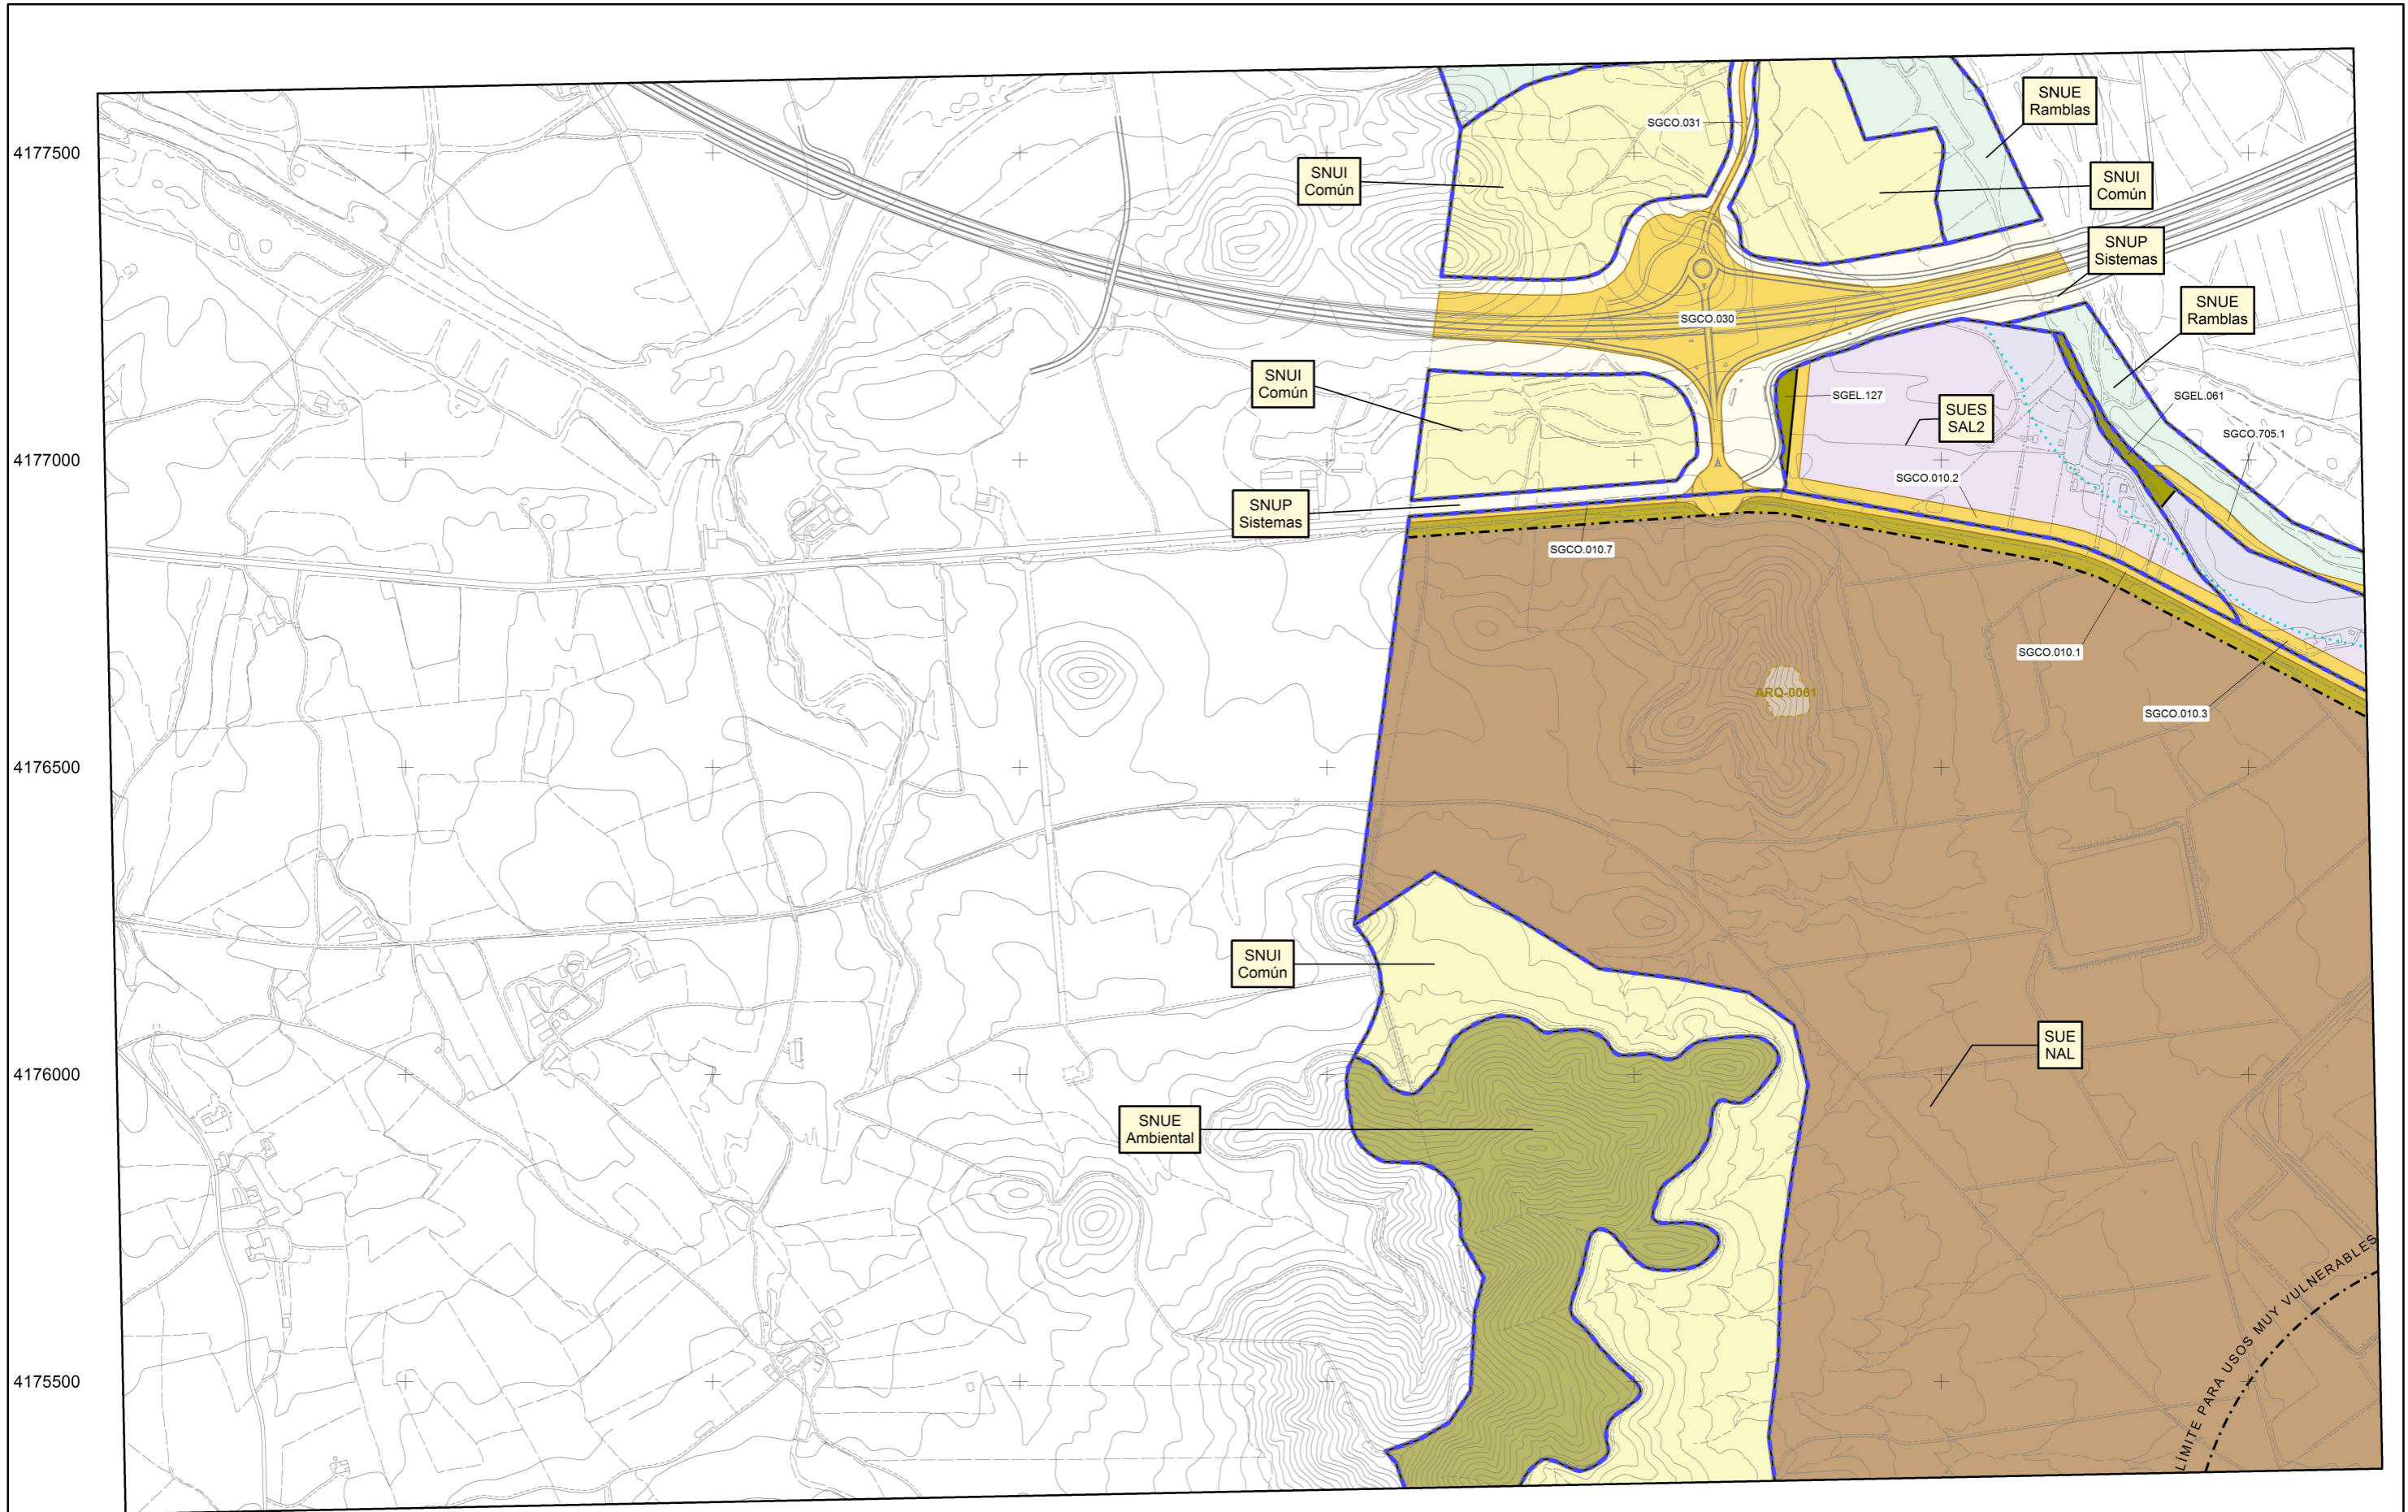 SNUE
Ramblas
SGCO.031
4177500
SNUI
Común
SNUI
Común
SNUP
Sistemas
SNUE
Ramblas
SGCO.030
SNUI
Común
SGEL.127
SGEL.061
SUES
SAL2
SGCO.705.1
4177000
SGCO.010.2
SNUP
Sistemas
SGCO.010.7
SGCO.010.1
ARQ-0061
SGCO.010.3
4176500
SNUI
Común
SUE
NAL
4176000
SNUE
Ambiental
LÍMITE PARA USOS MUY VULNERABLES
4175500